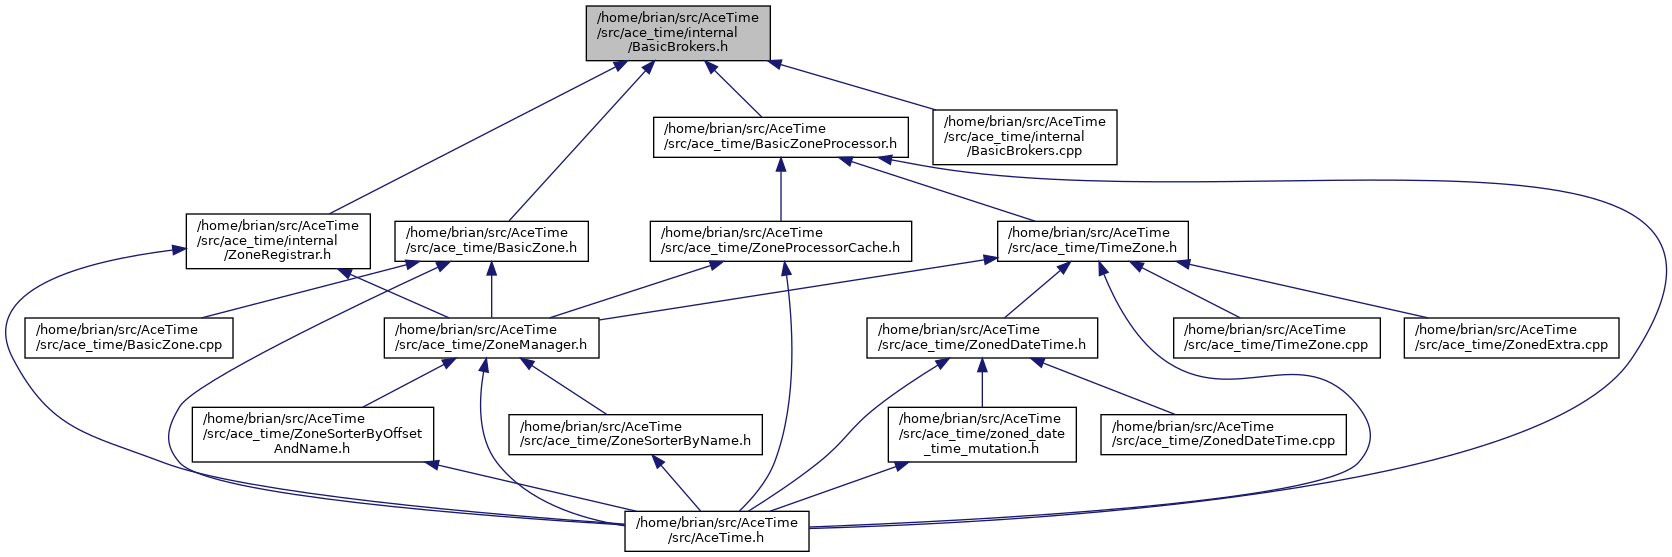 /home/brian/src/AceTime
/src/ace_time/internal
/BasicBrokers.h
/home/brian/src/AceTime
/src/ace_time/BasicZoneProcessor.h
/home/brian/src/AceTime
/src/ace_time/internal
/BasicBrokers.cpp
/home/brian/src/AceTime
/src/ace_time/internal
/ZoneRegistrar.h
/home/brian/src/AceTime
/src/ace_time/BasicZone.h
/home/brian/src/AceTime
/src/ace_time/ZoneProcessorCache.h
/home/brian/src/AceTime
/src/ace_time/TimeZone.h
/home/brian/src/AceTime
/src/ace_time/BasicZone.cpp
/home/brian/src/AceTime
/src/ace_time/ZoneManager.h
/home/brian/src/AceTime
/src/ace_time/ZonedDateTime.h
/home/brian/src/AceTime
/src/ace_time/TimeZone.cpp
/home/brian/src/AceTime
/src/ace_time/ZonedExtra.cpp
/home/brian/src/AceTime
/src/ace_time/ZoneSorterByOffset
AndName.h
/home/brian/src/AceTime
/src/ace_time/ZoneSorterByName.h
/home/brian/src/AceTime
/src/ace_time/zoned_date
_time_mutation.h
/home/brian/src/AceTime
/src/ace_time/ZonedDateTime.cpp
/home/brian/src/AceTime
/src/AceTime.h